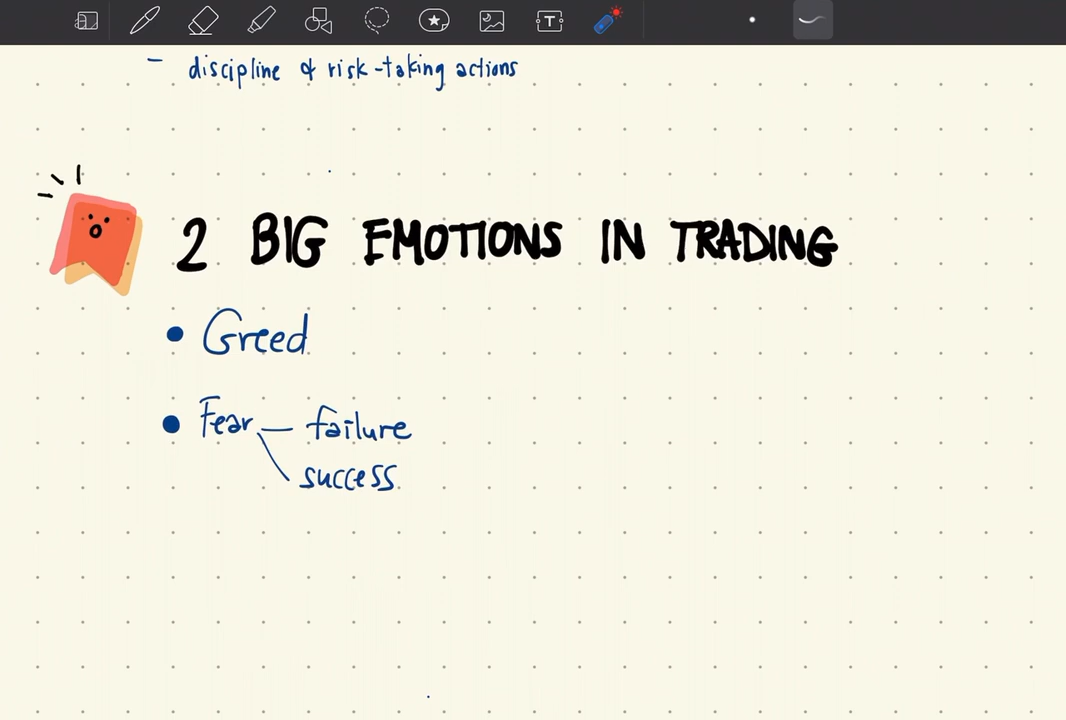 - discipline & risk-taking actions
2 BIG EMOTIONS IN TRADING
• Greed
• Fear — failure
success